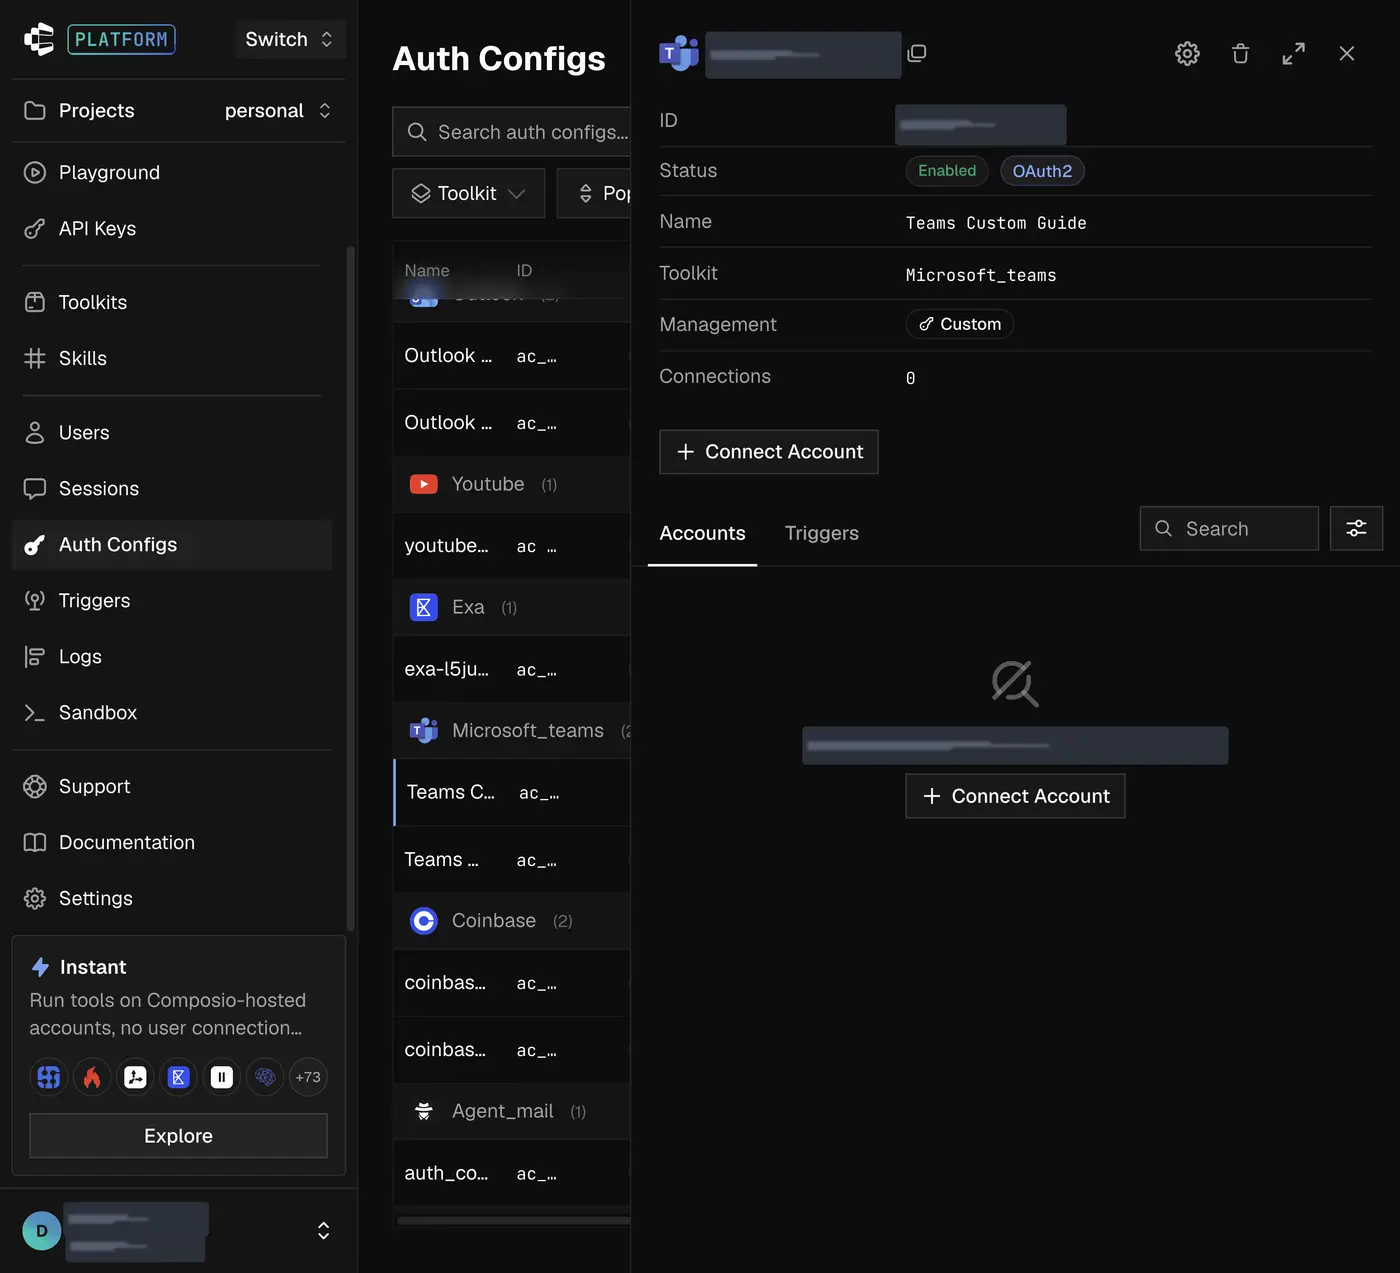 PLATFORM
Switch
Projects
personal
Playground
API Keys
Toolkits
Skills
Users
Sessions
Auth Configs
Triggers
Logs
Sandbox
Support
Documentation
Settings
Instant
Run tools on Composio-hosted
accounts, no user connection...
+73
Explore
D
Auth Configs
Search auth configs...
Toolkit
Pop
Name ID
Outlook (2)
Outlook ... ac_...
Outlook ... ac_...
Youtube (1)
youtube... ac ...
Exa (1)
exa-l5ju... ac_...
Microsoft_teams (2
Teams C... ac_...
Teams ... ac_...
Coinbase (2)
coinbas... ac_...
coinbas... ac_...
Agent_mail (1)
auth_co... ac_...
ID
Status Enabled OAuth2
Name Teams Custom Guide
Toolkit Microsoft_teams
Management Custom
Connections 0
+ Connect Account
Accounts Triggers
Search
+ Connect Account